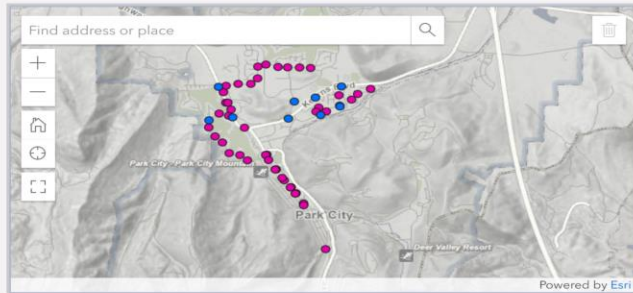 Find address or place
Park City - Park City Mountain
Park City
Deer Valley Resort
Powered by Esri